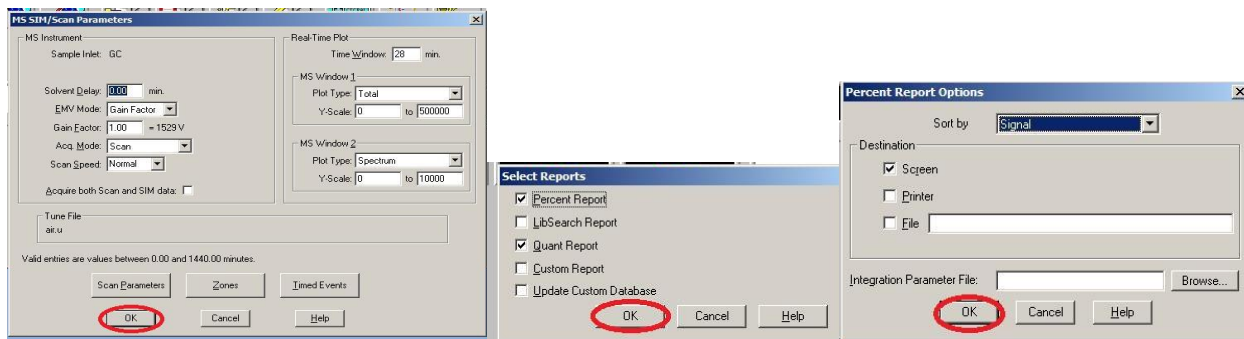 MS SIM/Scan Parameters
MS Instrument
Sample Inlet: GC
Solvent Delay: 0.00 min.
EMV Mode: Gain Factor
Gain Factor: 1.00 = 1529 V
Acq. Mode: Scan
Scan Speed: Normal
Acquire both Scan and SIM data:
Real-Time Plot
Time Window: 28 min.
MS Window 1
Plot Type: Total
Y-Scale: 0 to 500000
MS Window 2
Plot Type: Spectrum
Y-Scale: 0 to 10000
Tune File
air.u
Valid entries are values between 0.00 and 1440.00 minutes.
Scan Parameters Zones Timed Events
OK Cancel Help
Select Reports
Percent Report
LibSearch Report
Quant Report
Custom Report
Update Custom Database
OK Cancel Help
Percent Report Options
Sort by Signal
Destination
Screen
Printer
File
Integration Parameter File: Browse...
OK Cancel Help